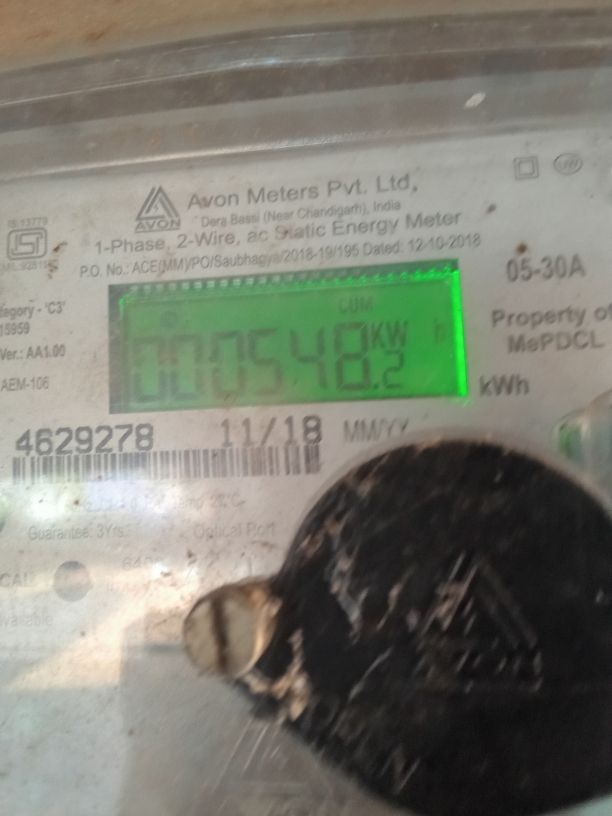 Avon Meters Pvt. Ltd,
AVON
Dera Bassi (Near Chandigarh), India
IS:13779
1-Phase, 2-Wire, ac Static Energy Meter
P.O. No.: ACE(MM)/PO/Saubhagya/2018-19/195 Dated: 12-10-2018
05-30A
tegory - 'C3'
15959
Ver.: AA1.00
AEM-106
CUM
000548.2
KW h
Property of
MePDCL
kWh
4629278 11/18 MM/YY
Guarantee: 3Yrs. Optical Port
CAL